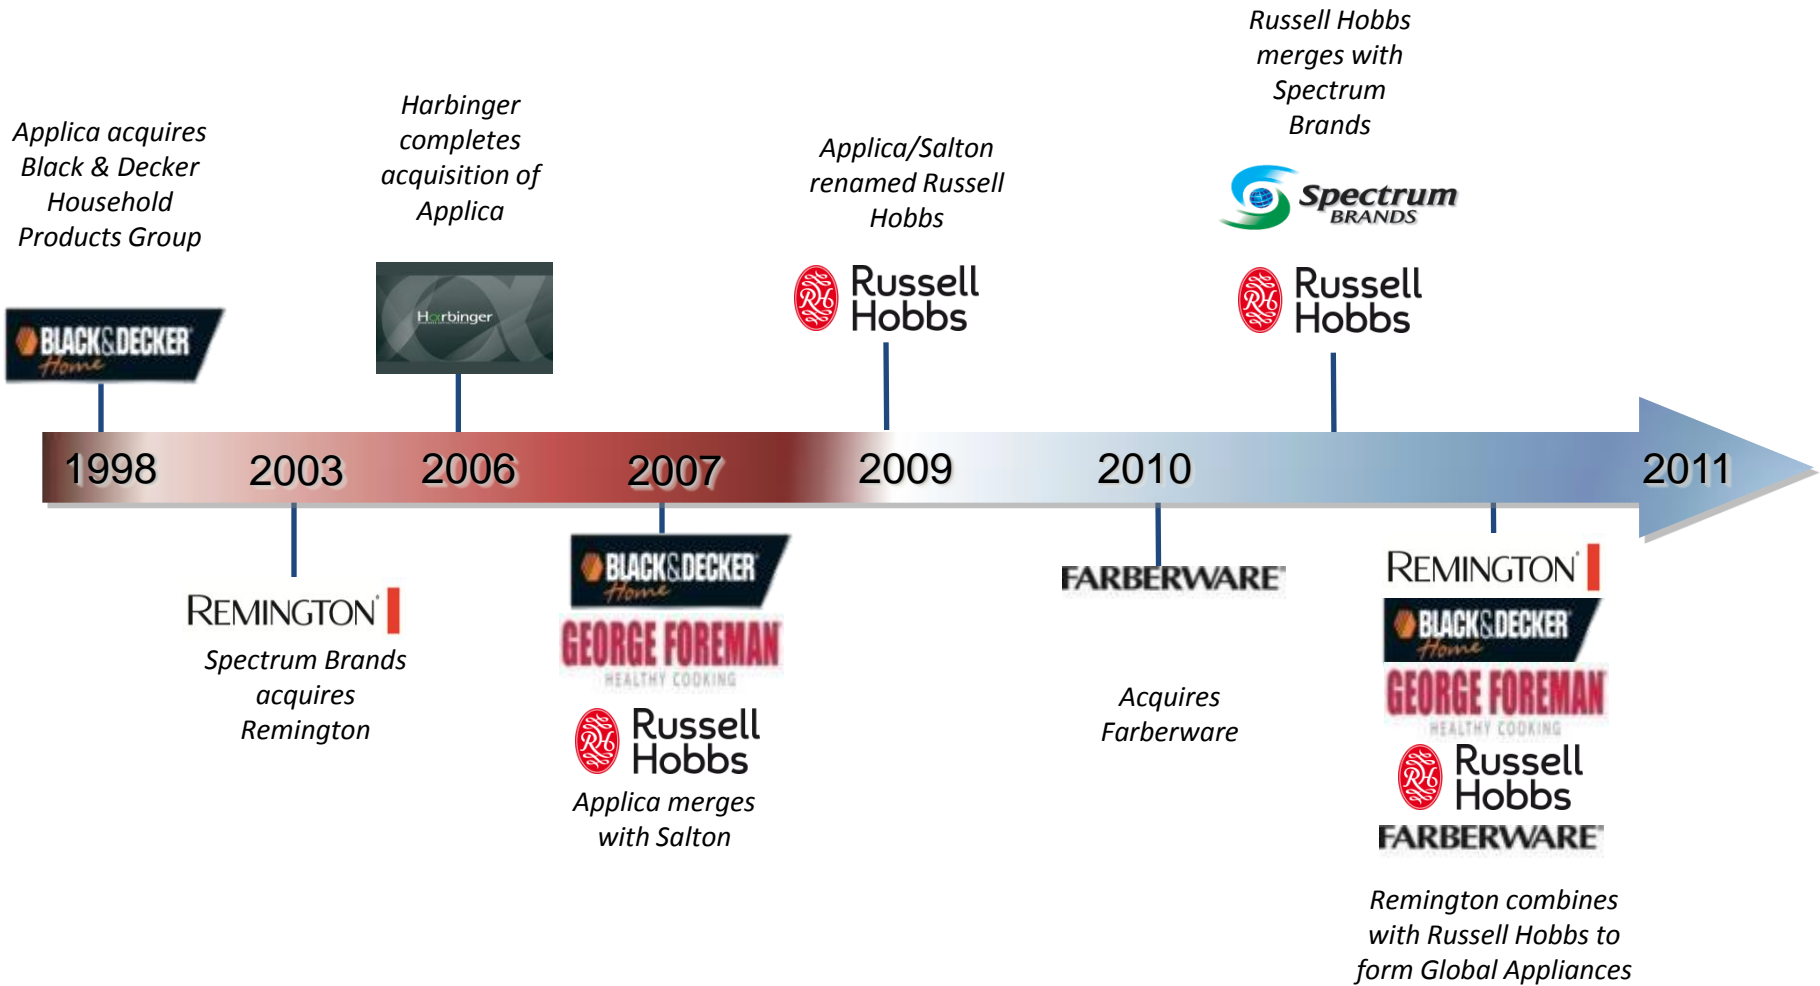 Applica acquires
Black & Decker
Household
Products Group
BLACK&DECKER
Home
Harbinger
completes
acquisition of
Applica
Harbinger
Applica/Salton
renamed Russell
Hobbs
Russell
Hobbs
RH
Russell Hobbs
merges with
Spectrum
Brands
Spectrum
BRANDS
RH
Russell
Hobbs
1998
2003
2006
2007
2009
2010
2011
REMINGTON
Spectrum Brands
acquires
Remington
BLACK&DECKER
Home
GEORGE FOREMAN
HEALTHY COOKING
RH
Russell
Hobbs
Applica merges
with Salton
FARBERWARE
Acquires
Farberware
REMINGTON
BLACK&DECKER
Home
GEORGE FOREMAN
HEALTHY COOKING
RH
Russell
Hobbs
FARBERWARE
Remington combines
with Russell Hobbs to
form Global Appliances